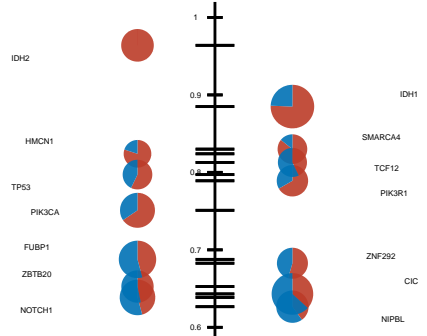 1
IDH2
0.9
IDH1
HMCN1
SMARCA4
0.8
TCF12
TP53
PIK3R1
PIK3CA
FUBP1
0.7
ZNF292
ZBTB20
CIC
NOTCH1
NIPBL
0.6